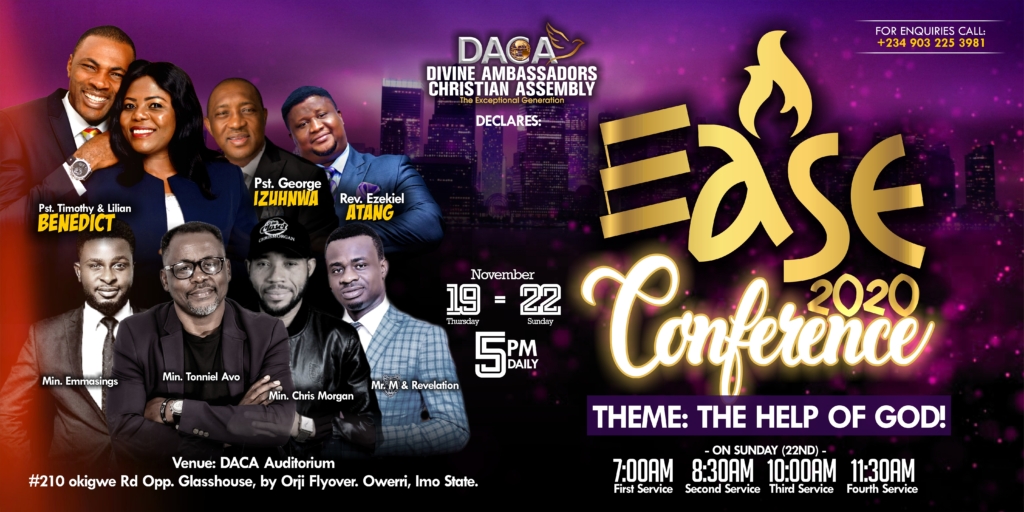 FOR ENQUIRIES CALL:
+234 903 225 3981
DACA
DIVINE AMBASSADORS
CHRISTIAN ASSEMBLY
The Exceptional Generation
DECLARES:
Ease
2020
Conference
Pst. Timothy & Lilian
BENEDICT
Pst. George
IZUHNWA
Rev. Ezekiel
ATANG
November
19 - 22
Thursday Sunday
5PM
DAILY
CHRIS MORGAN
Min. Emmasings
Min. Tonniel Avo
Min. Chris Morgan
Mr. M & Revelation
THEME: THE HELP OF GOD!
- ON SUNDAY (22ND) -
7:00AM 8:30AM 10:00AM 11:30AM
First Service Second Service Third Service Fourth Service
Venue: DACA Auditorium
#210 okigwe Rd Opp. Glasshouse, by Orji Flyover. Owerri, Imo State.